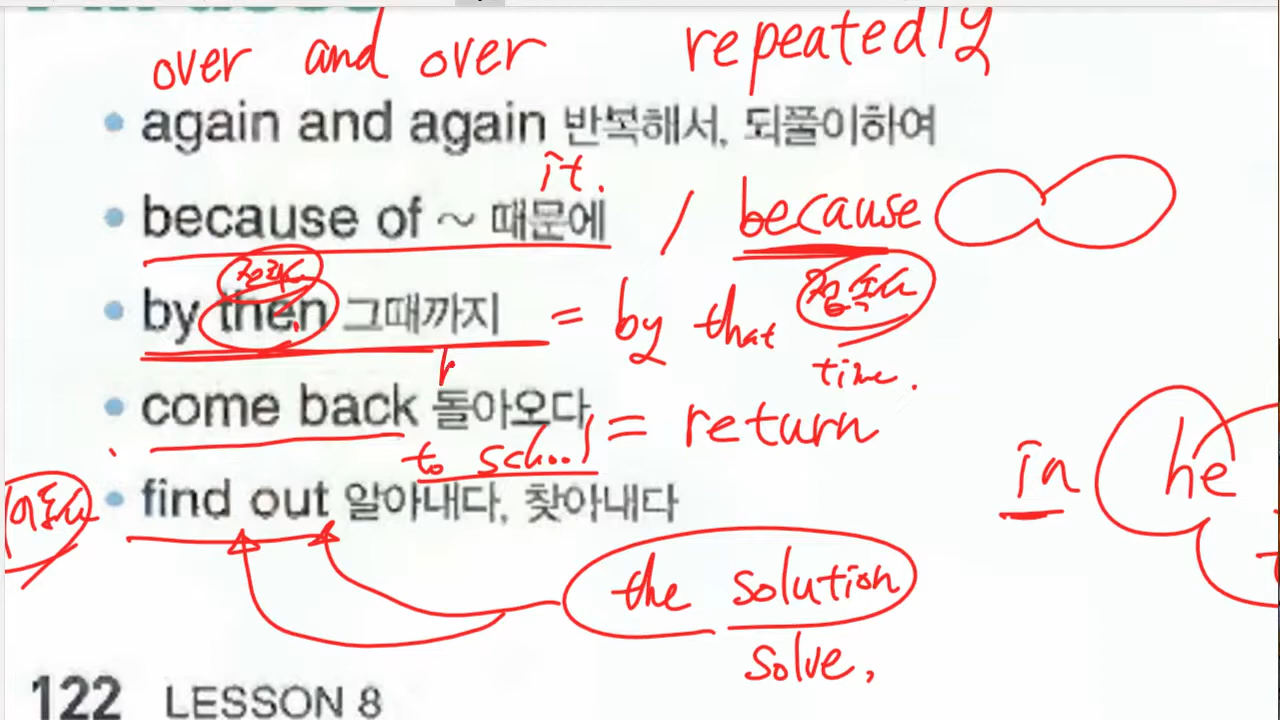 over and over repeatedly
• again and again 반복해서, 되풀이하여
it.
• because of ~ 때문에 / because
• by then 그때까지 = by that
time.
• come back 돌아오다 = return
to school
in he
• find out 알아내다, 찾아내다
the solution
solve,
122 LESSON 8